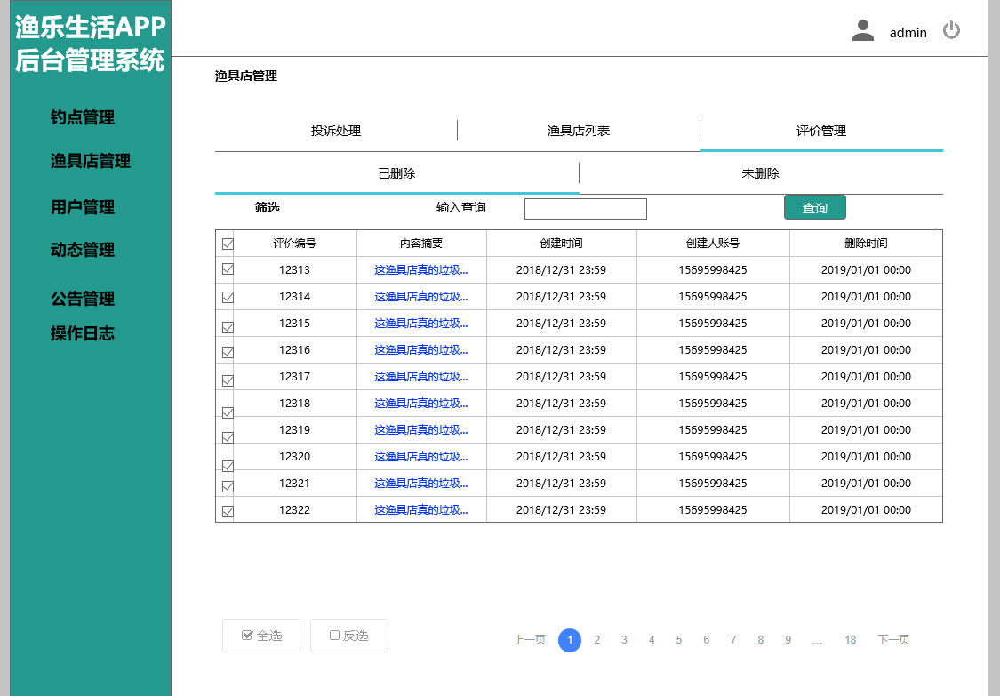 渔乐生活APP
后台管理系统
admin
钓点管理
渔具店管理
用户管理
动态管理
公告管理
操作日志
渔具店管理
投诉处理 渔具店列表 评价管理
已删除 未删除
筛选 输入查询 查询
评价编号 内容摘要 创建时间 创建人账号 删除时间
12313 这渔具店真的垃圾... 2018/12/31 23:59 15695998425 2019/01/01 00:00
12314 这渔具店真的垃圾... 2018/12/31 23:59 15695998425 2019/01/01 00:00
12315 这渔具店真的垃圾... 2018/12/31 23:59 15695998425 2019/01/01 00:00
12316 这渔具店真的垃圾... 2018/12/31 23:59 15695998425 2019/01/01 00:00
12317 这渔具店真的垃圾... 2018/12/31 23:59 15695998425 2019/01/01 00:00
12318 这渔具店真的垃圾... 2018/12/31 23:59 15695998425 2019/01/01 00:00
12319 这渔具店真的垃圾... 2018/12/31 23:59 15695998425 2019/01/01 00:00
12320 这渔具店真的垃圾... 2018/12/31 23:59 15695998425 2019/01/01 00:00
12321 这渔具店真的垃圾... 2018/12/31 23:59 15695998425 2019/01/01 00:00
12322 这渔具店真的垃圾... 2018/12/31 23:59 15695998425 2019/01/01 00:00
全选 反选
上一页 1 2 3 4 5 6 7 8 9 ... 18 下一页